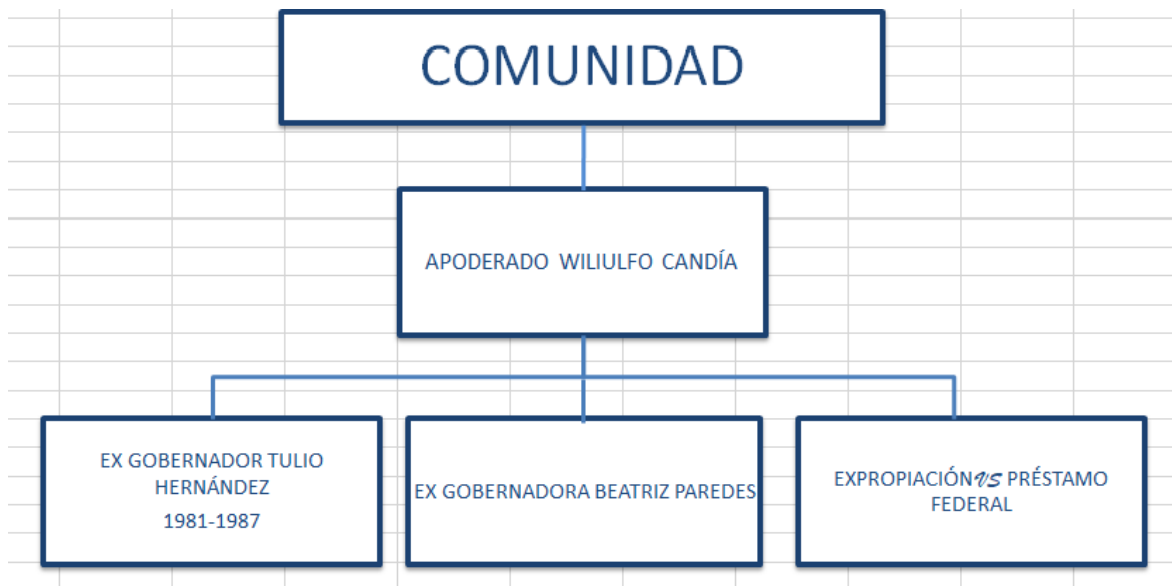 COMUNIDAD
APODERADO WILIULFO CANDÍA
EX GOBERNADOR TULIO
HERNÁNDEZ
1981-1987
EX GOBERNADORA BEATRIZ PAREDES
EXPROPIACIÓN VS PRÉSTAMO
FEDERAL